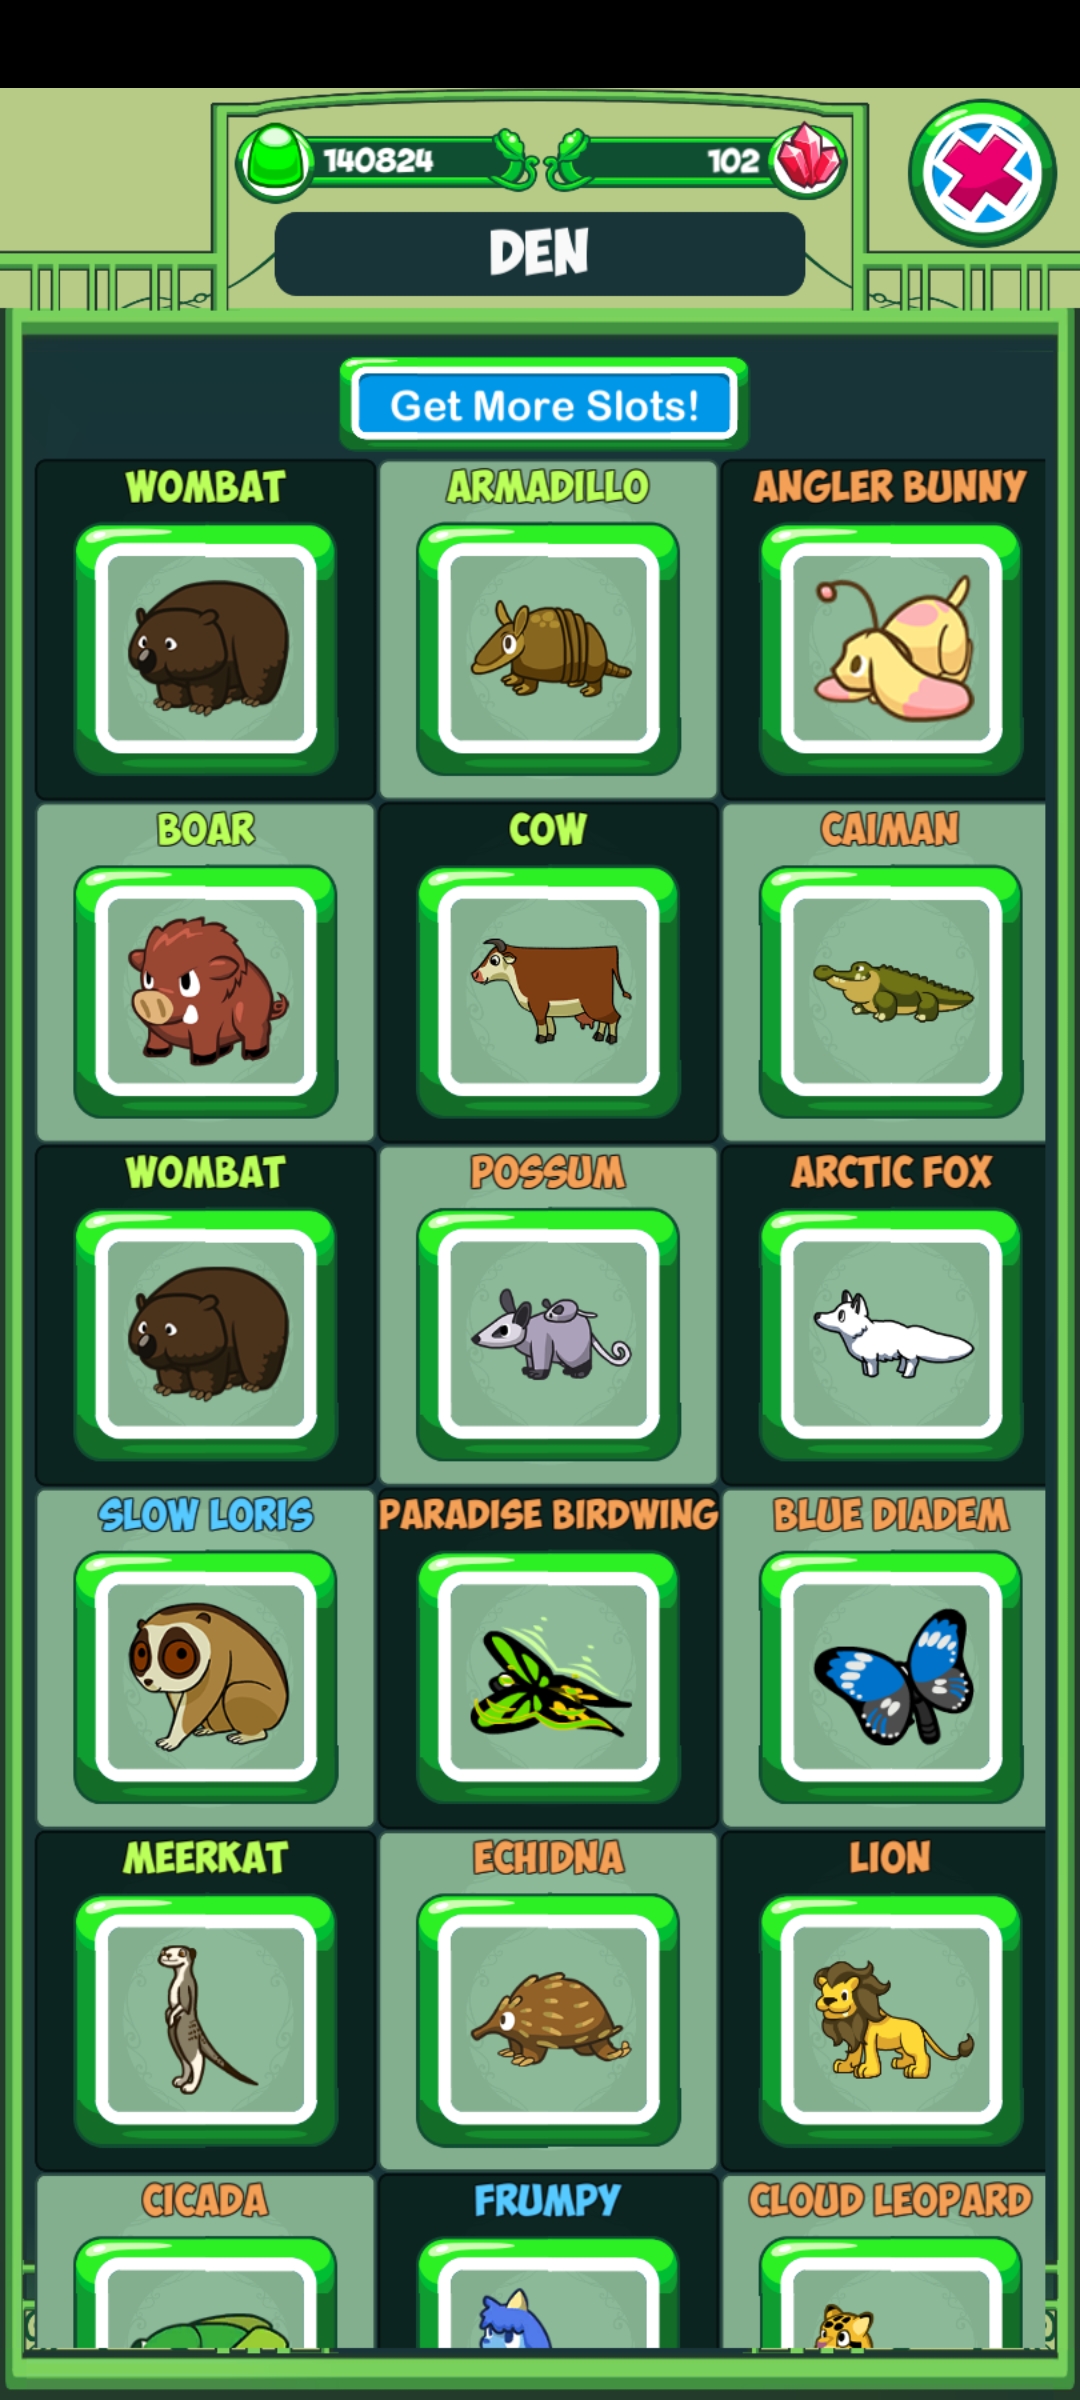 140824
102
DEN
Get More Slots!
WOMBAT
ARMADILLO
ANGLER BUNNY
BOAR
COW
CAIMAN
WOMBAT
POSSUM
ARCTIC FOX
SLOW LORIS
PARADISE BIRDWING
BLUE DIADEM
MEERKAT
ECHIDNA
LION
CICADA
FRUMPY
CLOUD LEOPARD